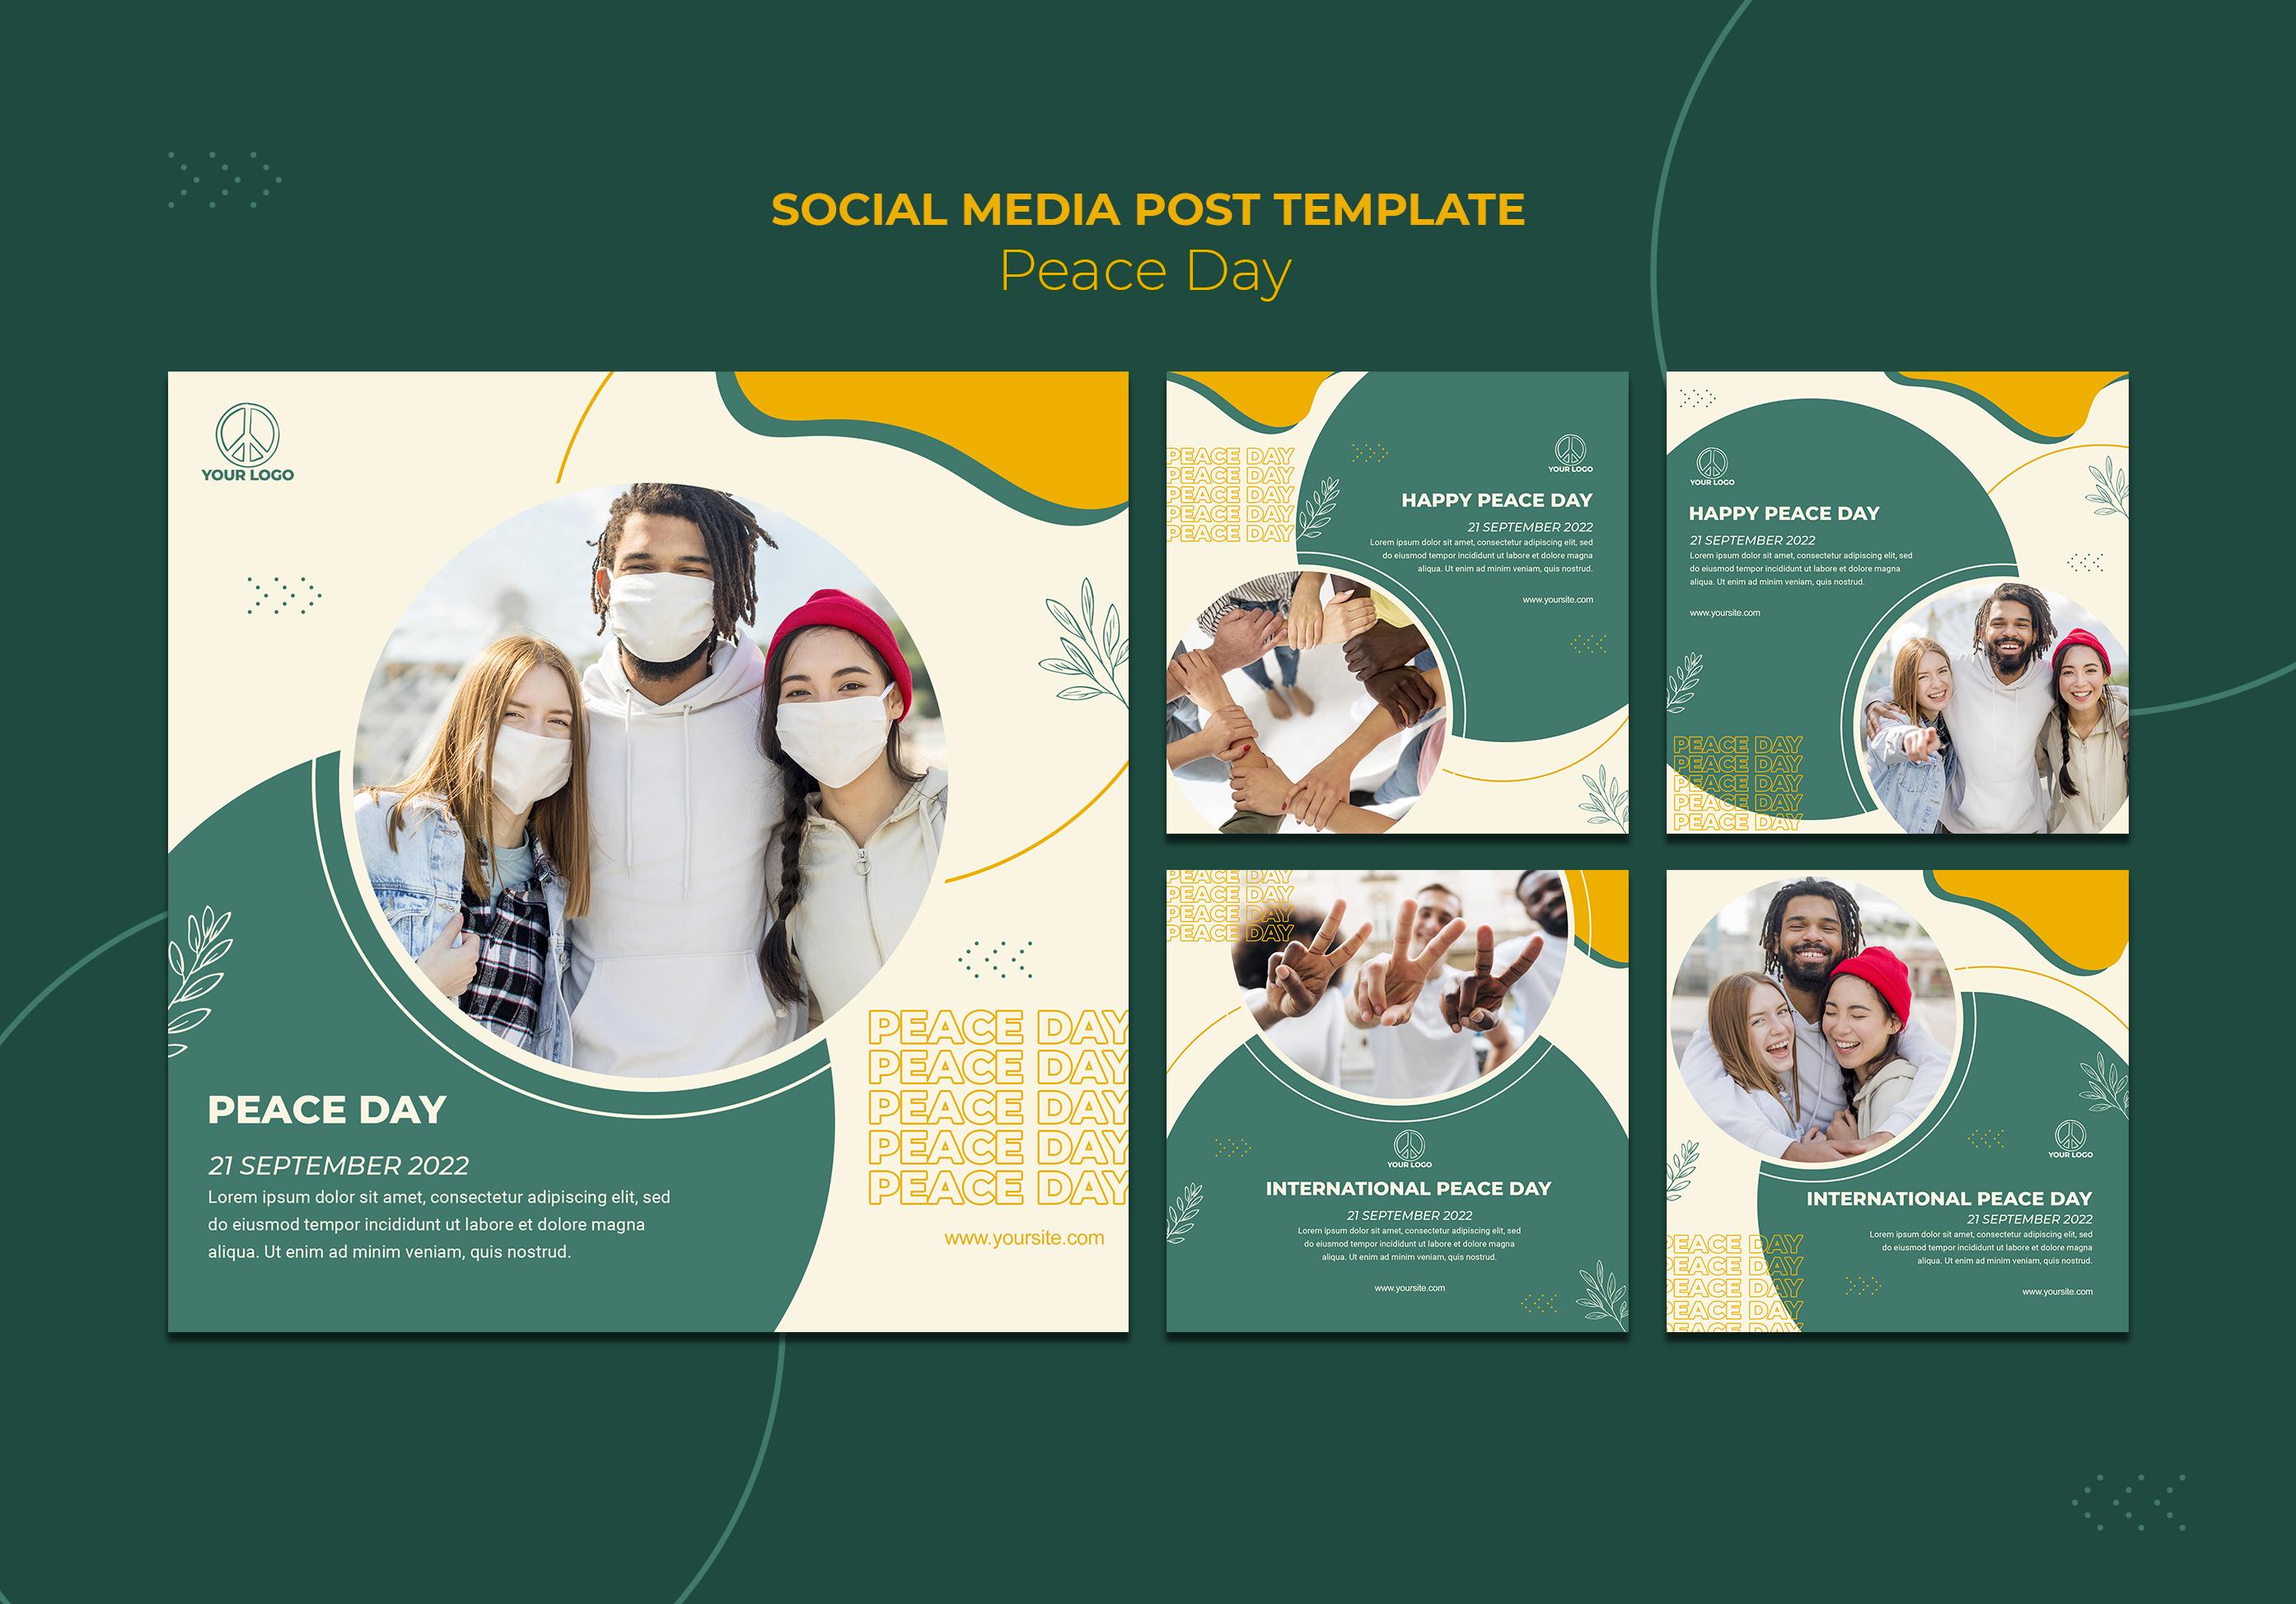 SOCIAL MEDIA POST TEMPLATE
Peace Day
YOUR LOGO
PEACE DAY
21 SEPTEMBER 2022
Lorem ipsum dolor sit amet, consectetur adipiscing elit, sed
do eiusmod tempor incididunt ut labore et dolore magna
aliqua. Ut enim ad minim veniam, quis nostrud.
PEACE DAY
PEACE DAY
PEACE DAY
PEACE DAY
PEACE DAY
www.yoursite.com
PEACE DAY
PEACE DAY
PEACE DAY
PEACE DAY
PEACE DAY
YOUR LOGO
HAPPY PEACE DAY
21 SEPTEMBER 2022
Lorem ipsum dolor sit amet, consectetur adipiscing elit, sed
do eiusmod tempor incididunt ut labore et dolore magna
aliqua. Ut enim ad minim veniam, quis nostrud.
www.yoursite.com
YOUR LOGO
HAPPY PEACE DAY
21 SEPTEMBER 2022
Lorem ipsum dolor sit amet, consectetur adipiscing elit, sed
do eiusmod tempor incididunt ut labore et dolore magna
aliqua. Ut enim ad minim veniam, quis nostrud.
www.yoursite.com
PEACE DAY
PEACE DAY
PEACE DAY
PEACE DAY
PEACE DAY
PEACE DAY
PEACE DAY
PEACE DAY
PEACE DAY
YOUR LOGO
INTERNATIONAL PEACE DAY
21 SEPTEMBER 2022
Lorem ipsum dolor sit amet, consectetur adipiscing elit, sed
do eiusmod tempor incididunt ut labore et dolore magna
aliqua. Ut enim ad minim veniam, quis nostrud.
www.yoursite.com
YOUR LOGO
INTERNATIONAL PEACE DAY
21 SEPTEMBER 2022
Lorem ipsum dolor sit amet, consectetur adipiscing elit, sed
do eiusmod tempor incididunt ut labore et dolore magna
aliqua. Ut enim ad minim veniam, quis nostrud.
www.yoursite.com
PEACE DAY
PEACE DAY
PEACE DAY
PEACE DAY
PEACE DAY